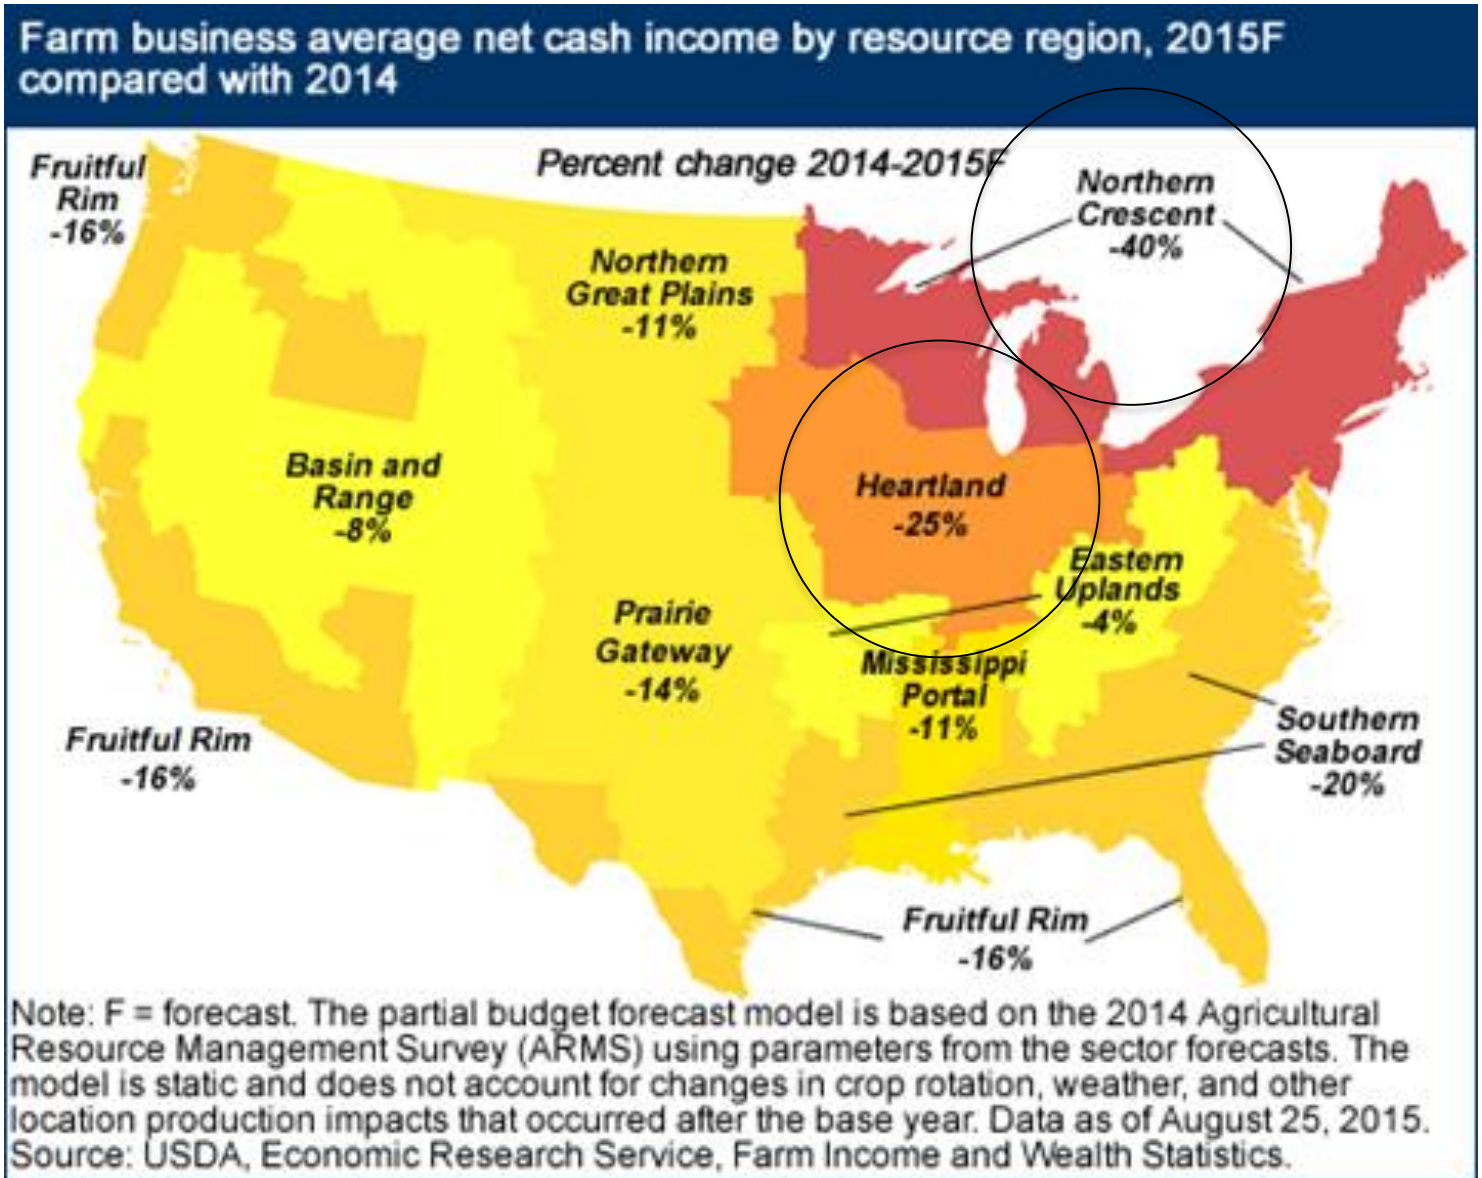 Farm business average net cash income by resource region, 2015F
compared with 2014
Percent change 2014-2015F
Fruitful
Rim
-16%
Northern
Crescent
-40%
Northern
Great Plains
-11%
Basin and
Range
-8%
Heartland
-25%
Eastern
Uplands
-4%
Prairie
Gateway
-14%
Mississippi
Portal
-11%
Southern
Seaboard
-20%
Fruitful Rim
-16%
Fruitful Rim
-16%
Note: F = forecast. The partial budget forecast model is based on the 2014 Agricultural
Resource Management Survey (ARMS) using parameters from the sector forecasts. The
model is static and does not account for changes in crop rotation, weather, and other
location production impacts that occurred after the base year. Data as of August 25, 2015.
Source: USDA, Economic Research Service, Farm Income and Wealth Statistics.